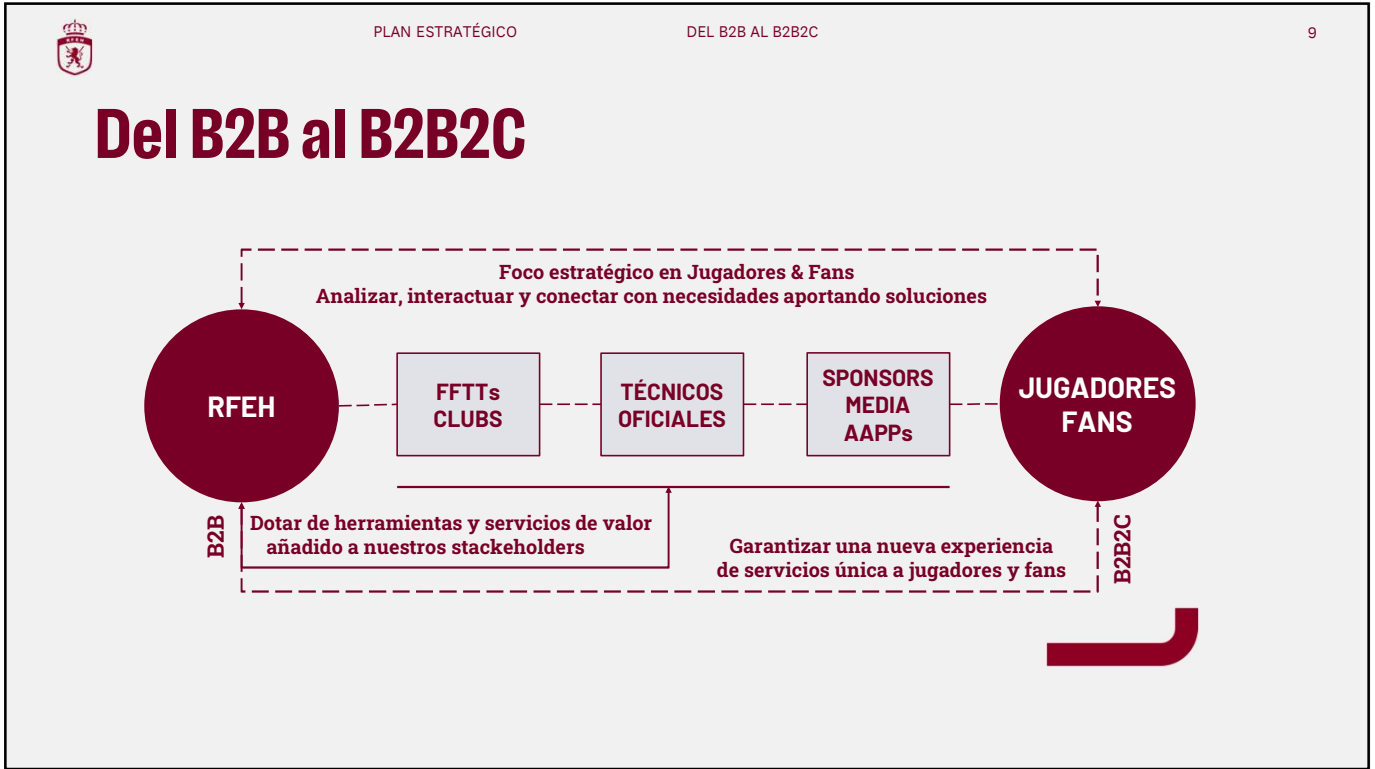 PLAN ESTRATÉGICO
DEL B2B AL B2B2C
9
RFEH
Del B2B al B2B2C
Foco estratégico en Jugadores & Fans
Analizar, interactuar y conectar con necesidades aportando soluciones
RFEH
FFTTs
CLUBS
TÉCNICOS
OFICIALES
SPONSORS
MEDIA
AAPPs
JUGADORES
FANS
B2B
Dotar de herramientas y servicios de valor
añadido a nuestros stackeholders
Garantizar una nueva experiencia
de servicios única a jugadores y fans
B2B2C